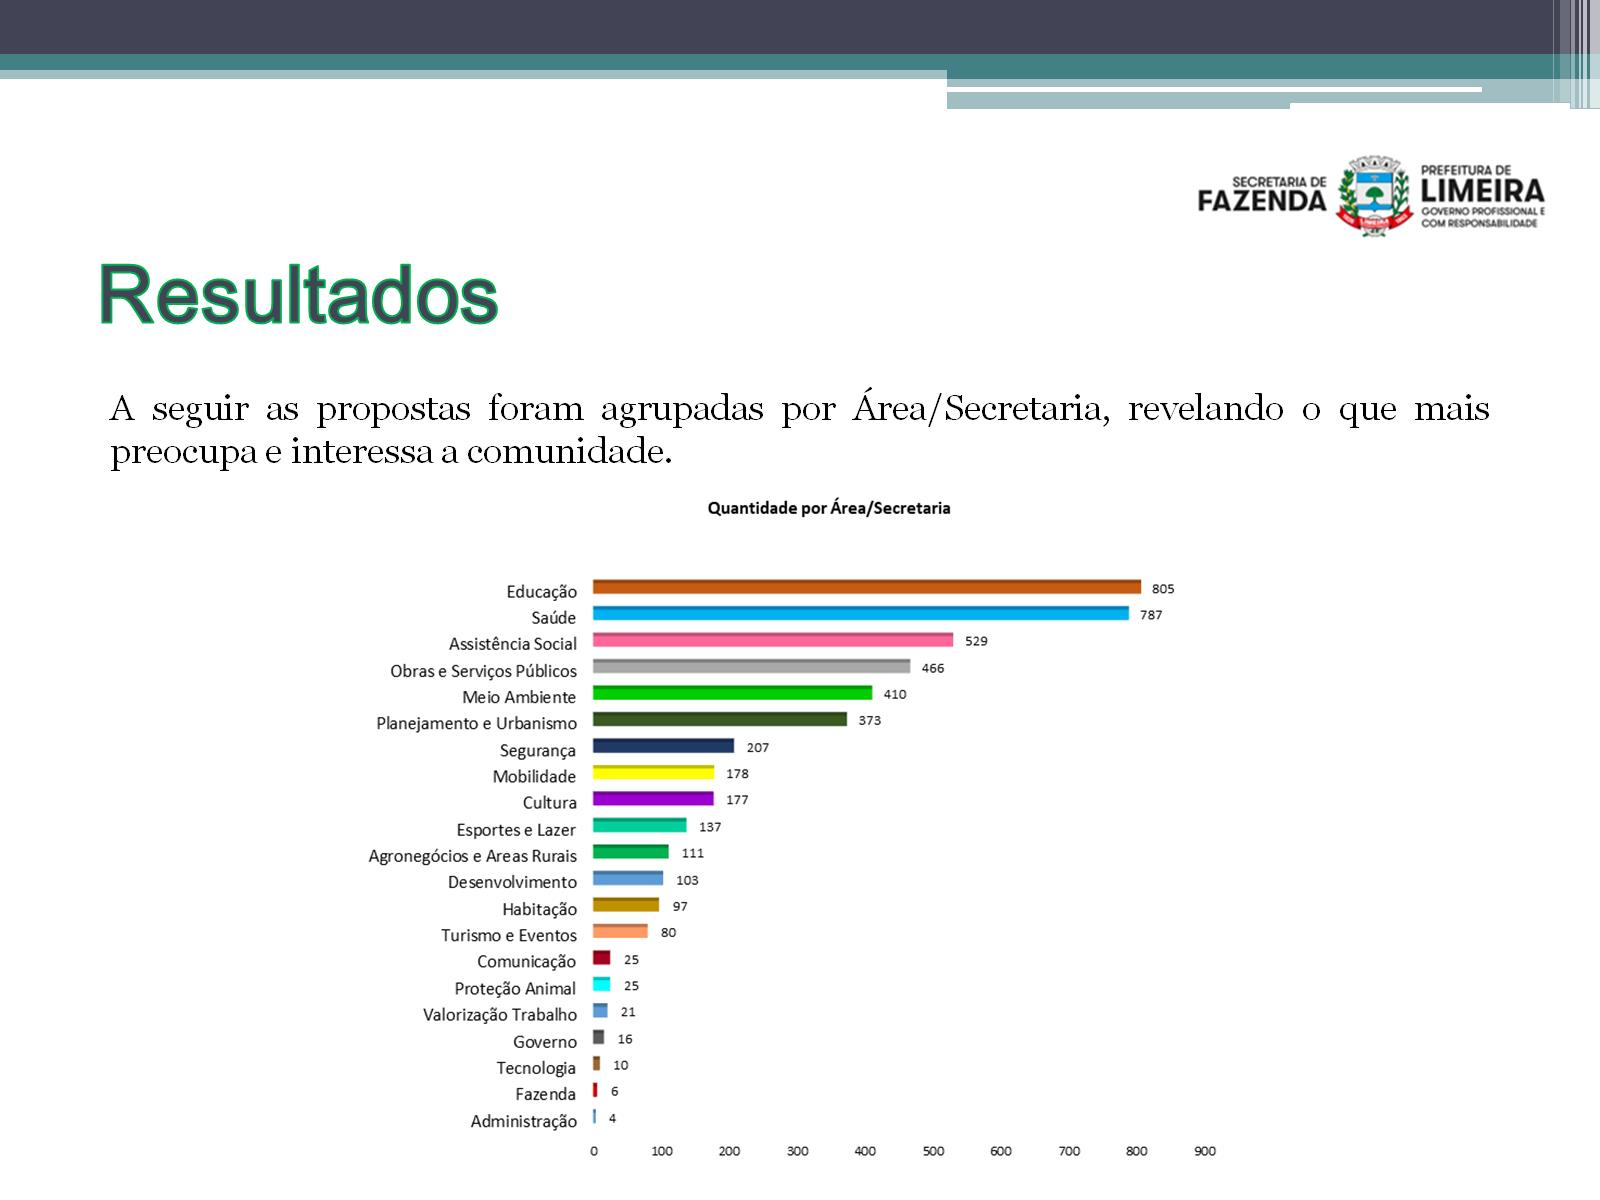 SECRETARIA DE
FAZENDA
PREFEITURA DE
LIMEIRA
GOVERNO PROFISSIONAL E
COM RESPONSABILIDADE
LIMEIRA
Resultados
A seguir as propostas foram agrupadas por Área/Secretaria, revelando o que mais
preocupa e interessa a comunidade.
Quantidade por Área/Secretaria
Educação 805
Saúde 787
Assistência Social 529
Obras e Serviços Públicos 466
Meio Ambiente 410
Planejamento e Urbanismo 373
Segurança 207
Mobilidade 178
Cultura 177
Esportes e Lazer 137
Agronegócios e Areas Rurais 111
Desenvolvimento 103
Habitação 97
Turismo e Eventos 80
Comunicação 25
Proteção Animal 25
Valorização Trabalho 21
Governo 16
Tecnologia 10
Fazenda 6
Administração 4
0 100 200 300 400 500 600 700 800 900